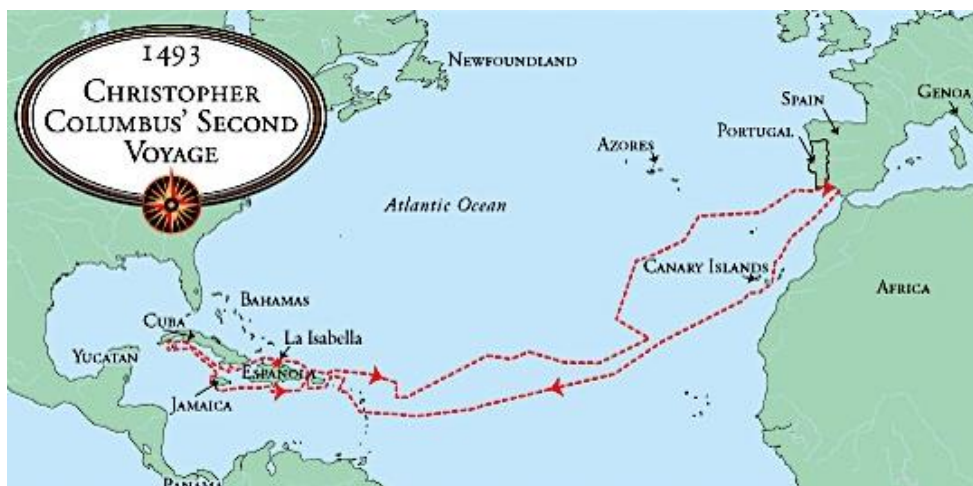 1493
CHRISTOPHER
COLUMBUS' SECOND
VOYAGE
NEWFOUNDLAND
SPAIN
GENOA
PORTUGAL
AZORES
Atlantic Ocean
CANARY ISLANDS
AFRICA
BAHAMAS
CUBA
La Isabella
YUCATAN
ESPANOLA
JAMAICA
PANAMA